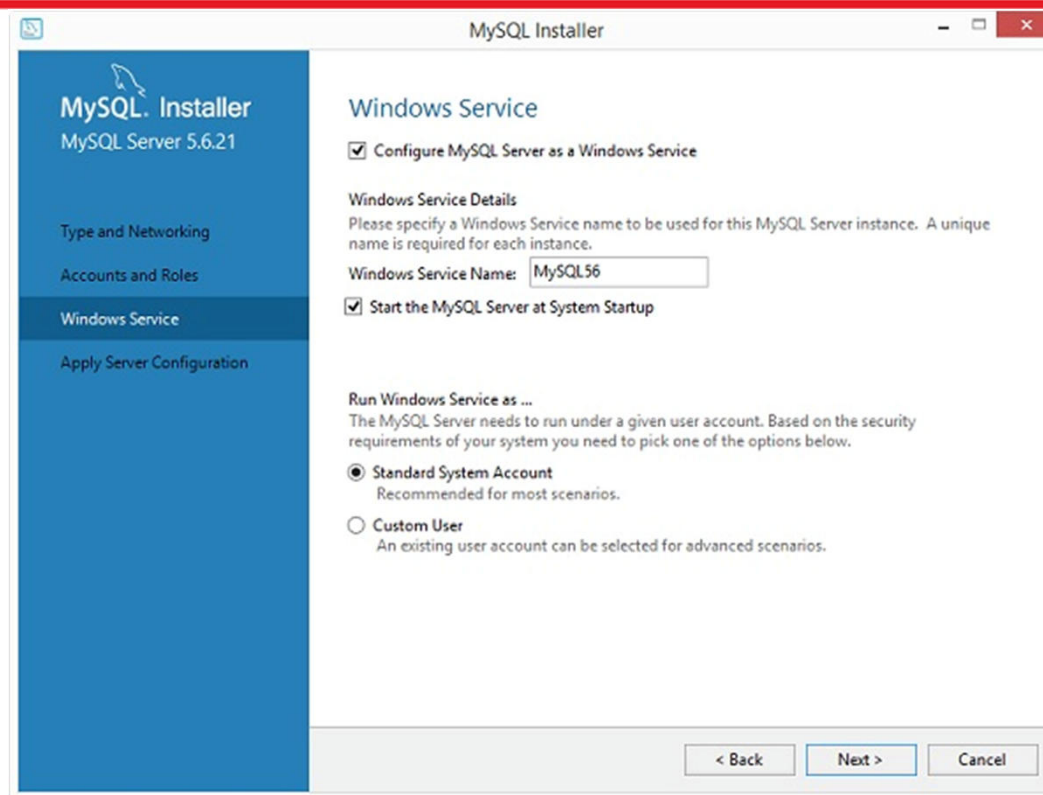 MySQL Installer
MySQL. Installer
MySQL Server 5.6.21
Type and Networking
Accounts and Roles
Windows Service
Apply Server Configuration
Windows Service
Configure MySQL Server as a Windows Service
Windows Service Details
Please specify a Windows Service name to be used for this MySQL Server instance. A unique
name is required for each instance.
Windows Service Name: MySQL56
Start the MySQL Server at System Startup
Run Windows Service as ...
The MySQL Server needs to run under a given user account. Based on the security
requirements of your system you need to pick one of the options below.
Standard System Account
Recommended for most scenarios.
Custom User
An existing user account can be selected for advanced scenarios.
< Back Next > Cancel